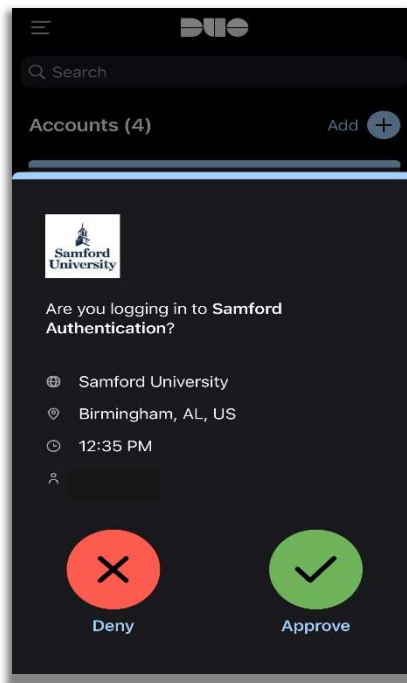 DUO
Search
Accounts (4)
Add
Samford
University
Are you logging in to Samford
Authentication?
Samford University
Birmingham, AL, US
12:35 PM
Deny
Approve